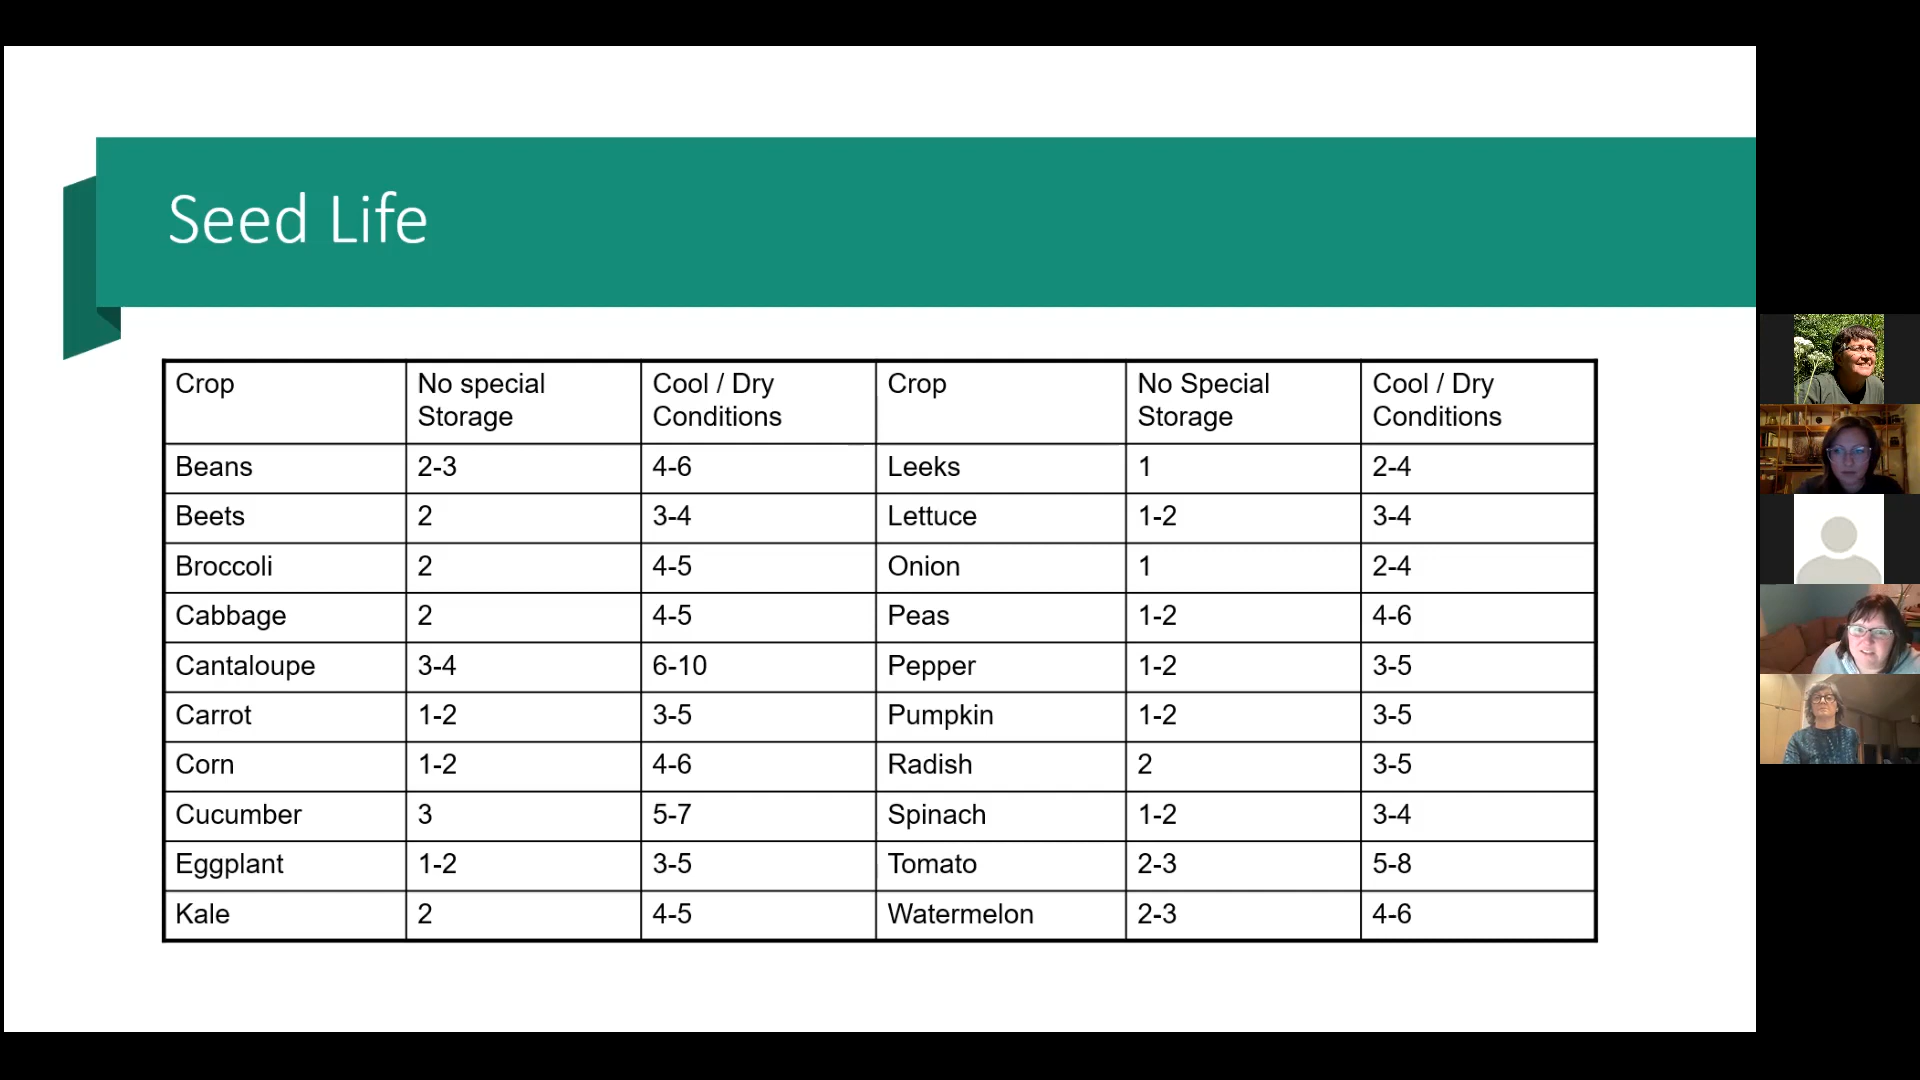 Seed Life
Crop No special Storage Cool / Dry Conditions Crop No Special Storage Cool / Dry Conditions
Beans 2-3 4-6 Leeks 1 2-4
Beets 2 3-4 Lettuce 1-2 3-4
Broccoli 2 4-5 Onion 1 2-4
Cabbage 2 4-5 Peas 1-2 4-6
Cantaloupe 3-4 6-10 Pepper 1-2 3-5
Carrot 1-2 3-5 Pumpkin 1-2 3-5
Corn 1-2 4-6 Radish 2 3-5
Cucumber 3 5-7 Spinach 1-2 3-4
Eggplant 1-2 3-5 Tomato 2-3 5-8
Kale 2 4-5 Watermelon 2-3 4-6